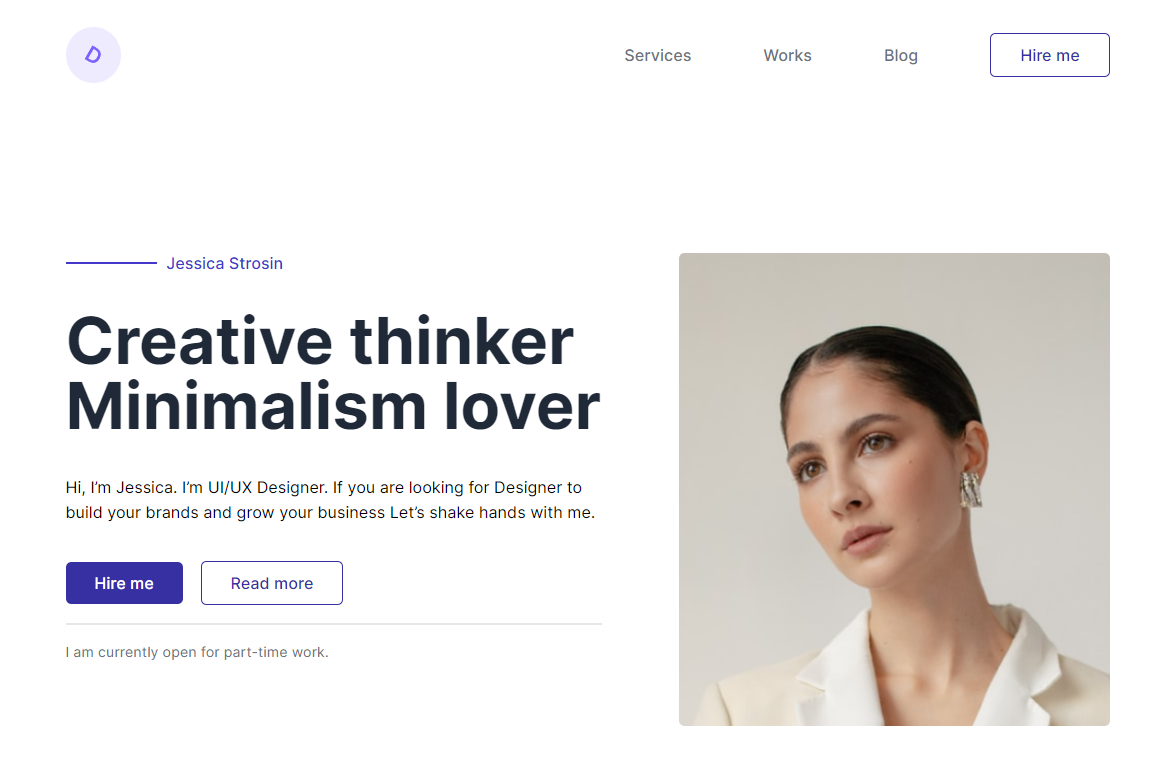 D
Services
Works
Blog
Hire me
Jessica Strosin
Creative thinker
Minimalism lover
Hi, I’m Jessica. I’m UI/UX Designer. If you are looking for Designer to
build your brands and grow your business Let’s shake hands with me.
Hire me
Read more
I am currently open for part-time work.